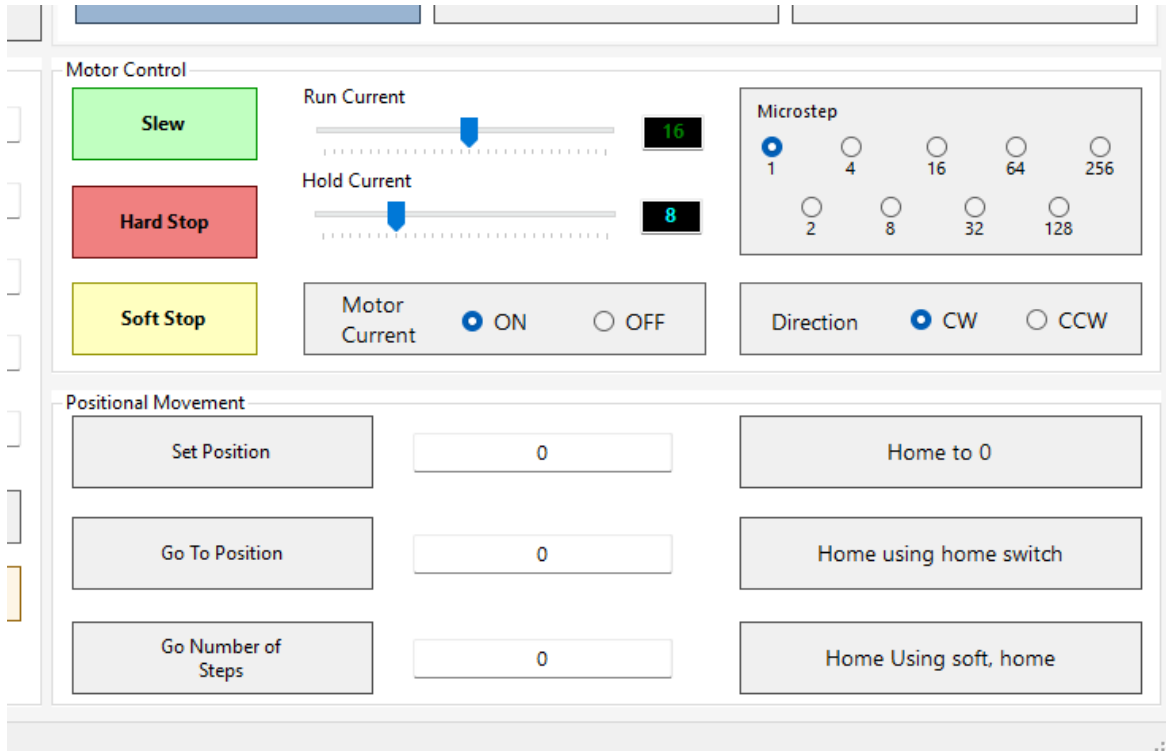 Motor Control
Slew
Run Current
16
Microstep
1
4
16
64
256
2
8
32
128
Hard Stop
Hold Current
8
Soft Stop
Motor
Current
ON
OFF
Direction
CW
CCW
Positional Movement
Set Position
0
Home to 0
Go To Position
0
Home using home switch
Go Number of
Steps
0
Home Using soft, home